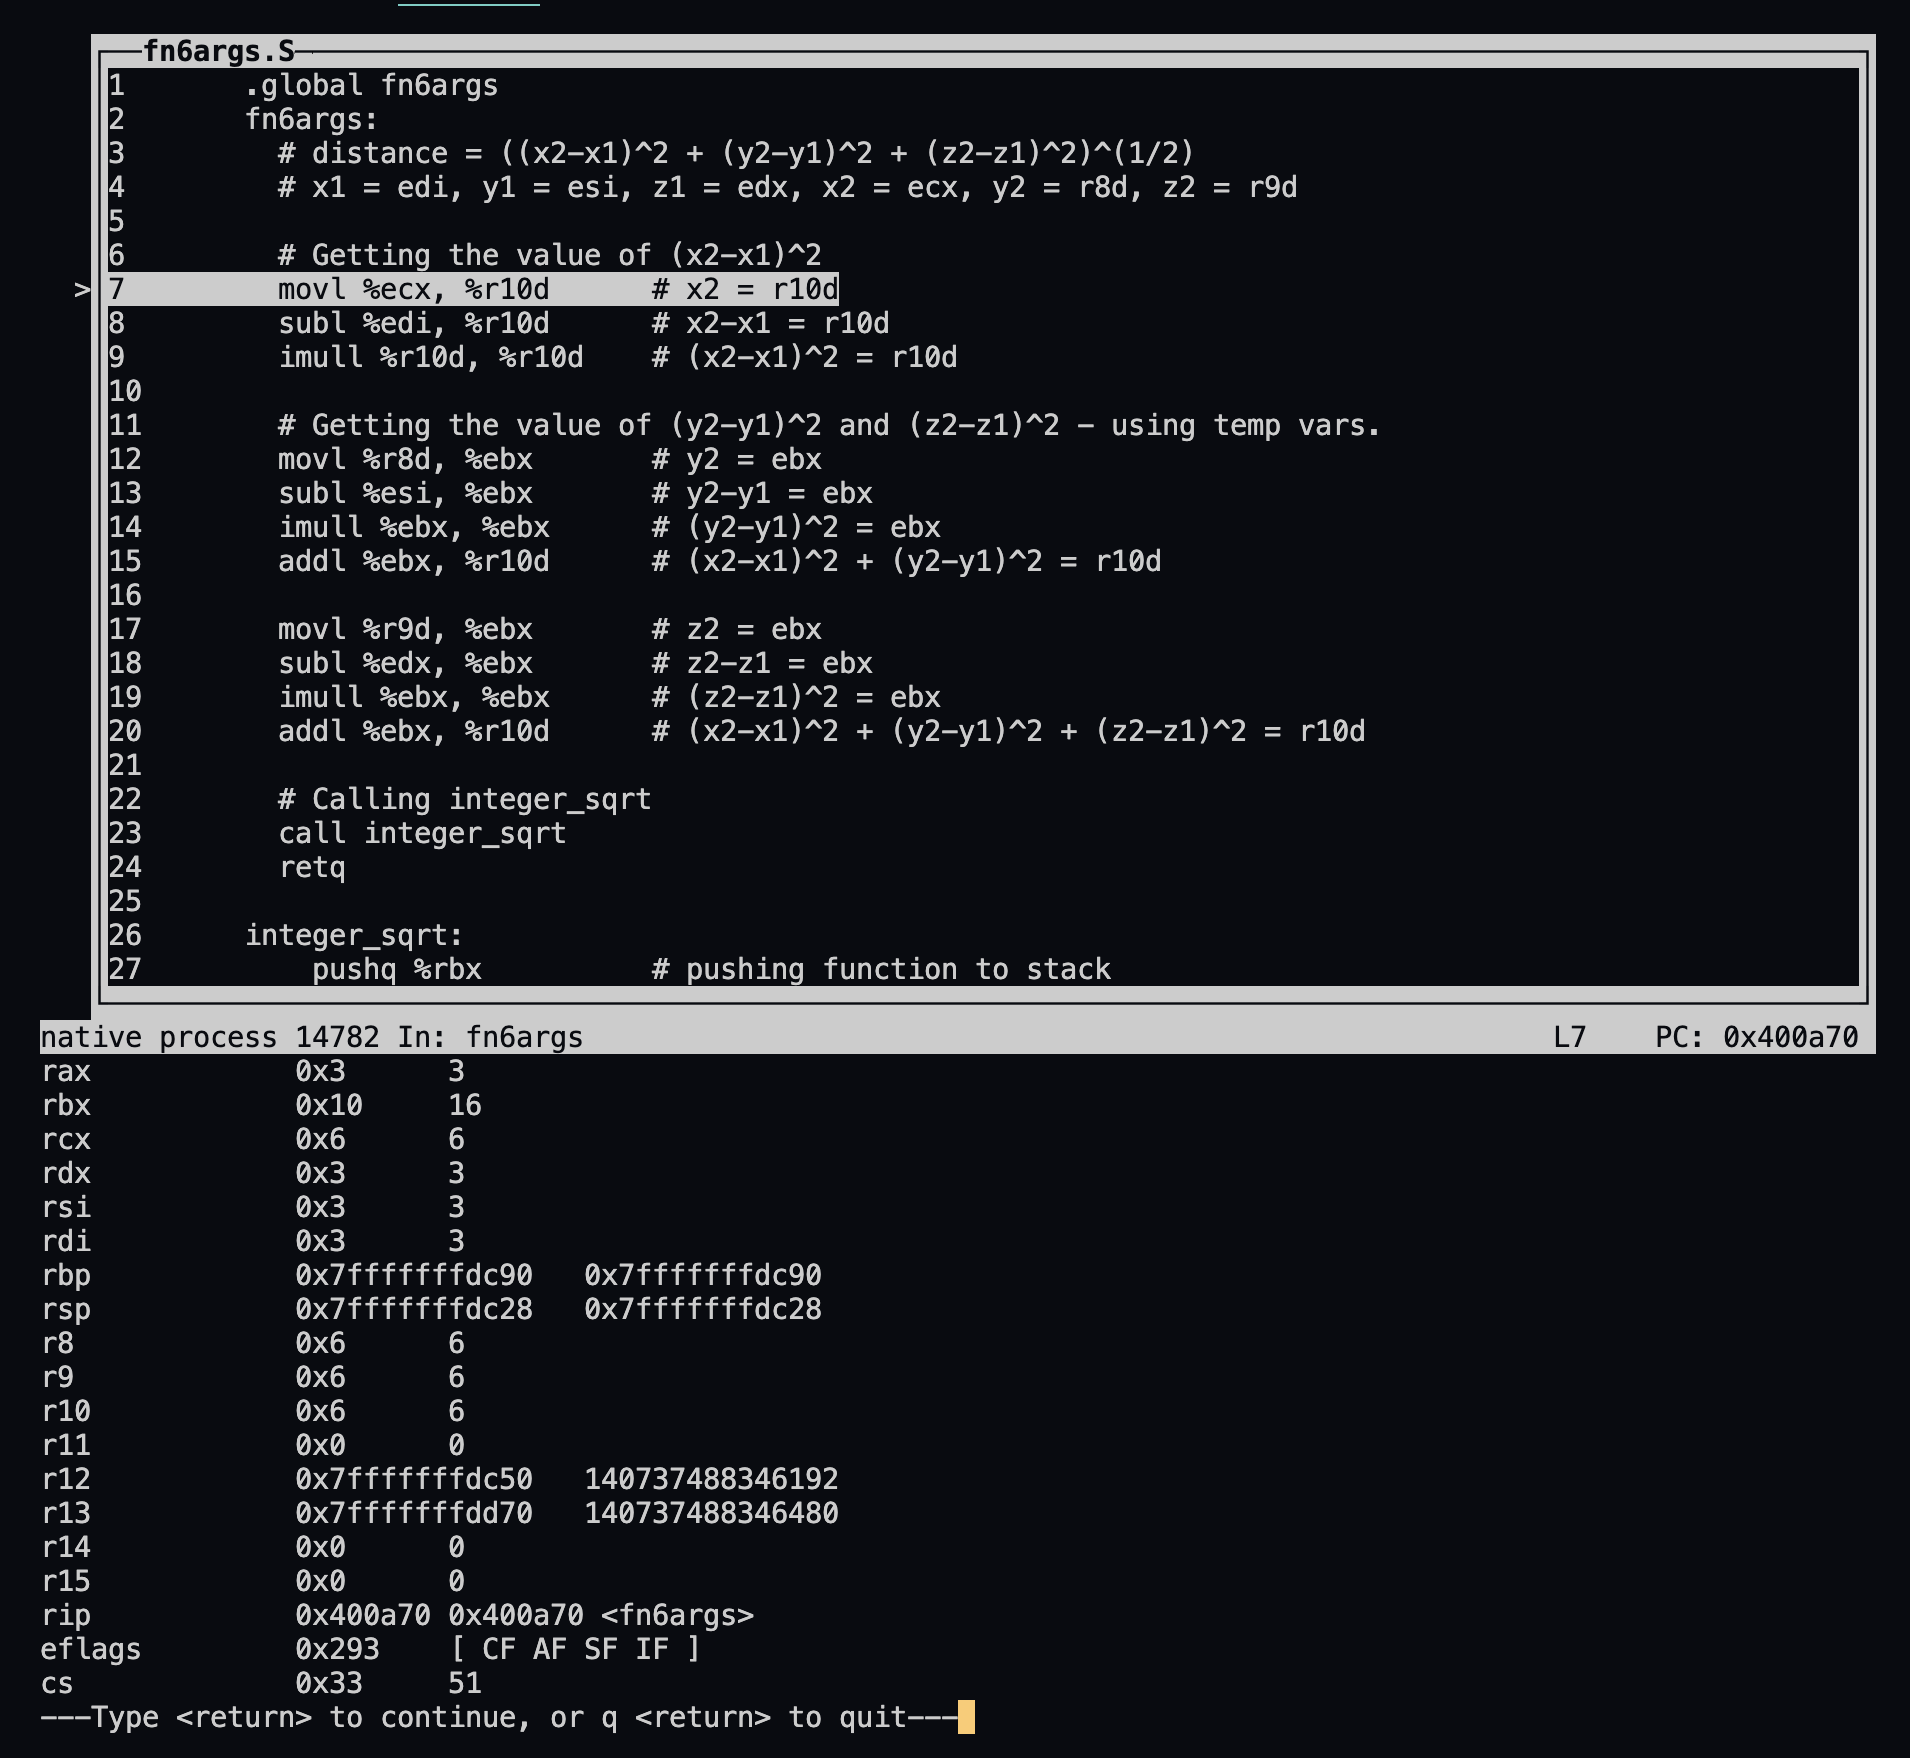 fn6args.S
1 .global fn6args
2 fn6args:
3 # distance = ((x2-x1)^2 + (y2-y1)^2 + (z2-z1)^2)^(1/2)
4 # x1 = edi, y1 = esi, z1 = edx, x2 = ecx, y2 = r8d, z2 = r9d
5
6 # Getting the value of (x2-x1)^2
> 7 movl %ecx, %r10d # x2 = r10d
8 subl %edi, %r10d # x2-x1 = r10d
9 imull %r10d, %r10d # (x2-x1)^2 = r10d
10
11 # Getting the value of (y2-y1)^2 and (z2-z1)^2 - using temp vars.
12 movl %r8d, %ebx # y2 = ebx
13 subl %esi, %ebx # y2-y1 = ebx
14 imull %ebx, %ebx # (y2-y1)^2 = ebx
15 addl %ebx, %r10d # (x2-x1)^2 + (y2-y1)^2 = r10d
16
17 movl %r9d, %ebx # z2 = ebx
18 subl %edx, %ebx # z2-z1 = ebx
19 imull %ebx, %ebx # (z2-z1)^2 = ebx
20 addl %ebx, %r10d # (x2-x1)^2 + (y2-y1)^2 + (z2-z1)^2 = r10d
21
22 # Calling integer_sqrt
23 call integer_sqrt
24 retq
25
26 integer_sqrt:
27 pushq %rbx # pushing function to stack
native process 14782 In: fn6args L7 PC: 0x400a70
rax 0x3 3
rbx 0x10 16
rcx 0x6 6
rdx 0x3 3
rsi 0x3 3
rdi 0x3 3
rbp 0x7fffffffdc90 0x7fffffffdc90
rsp 0x7fffffffdc28 0x7fffffffdc28
r8 0x6 6
r9 0x6 6
r10 0x6 6
r11 0x0 0
r12 0x7fffffffdc50 140737488346192
r13 0x7fffffffdd70 140737488346480
r14 0x0 0
r15 0x0 0
rip 0x400a70 0x400a70 <fn6args>
eflags 0x293 [ CF AF SF IF ]
cs 0x33 51
---Type <return> to continue, or q <return> to quit---